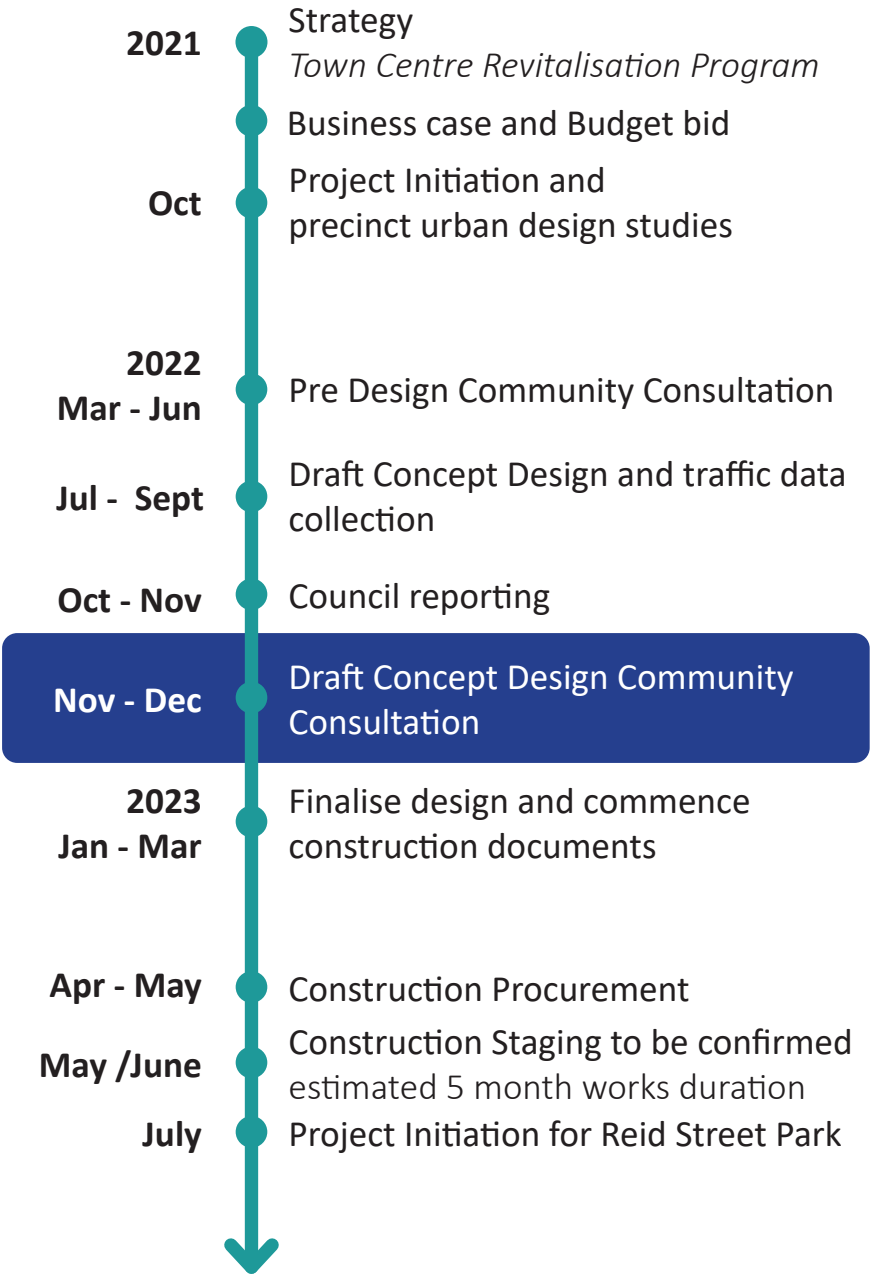 2021
Strategy
Town Centre Revitalisation Program
Business case and Budget bid
Oct
Project Initiation and
precinct urban design studies
2022
Mar - Jun
Pre Design Community Consultation
Jul - Sept
Draft Concept Design and traffic data
collection
Oct - Nov
Council reporting
Nov - Dec
Draft Concept Design Community
Consultation
2023
Jan - Mar
Finalise design and commence
construction documents
Apr - May
Construction Procurement
May /June
Construction Staging to be confirmed
estimated 5 month works duration
July
Project Initiation for Reid Street Park